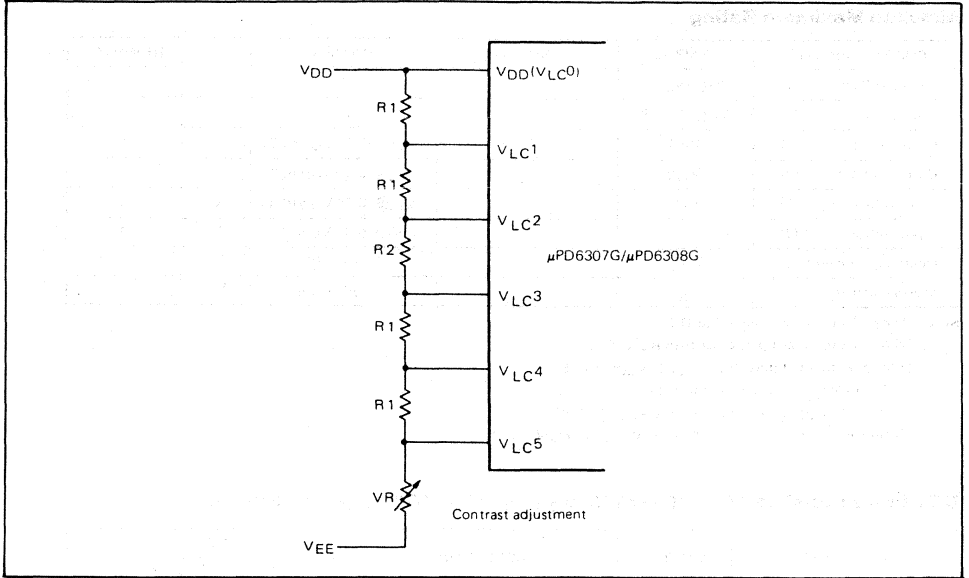 VDD
VDD(VLC0)
R1
VLC1
R1
VLC2
R2
μPD6307G/μPD6308G
VLC3
R1
VLC4
R1
VLC5
VR
Contrast adjustment
VEE